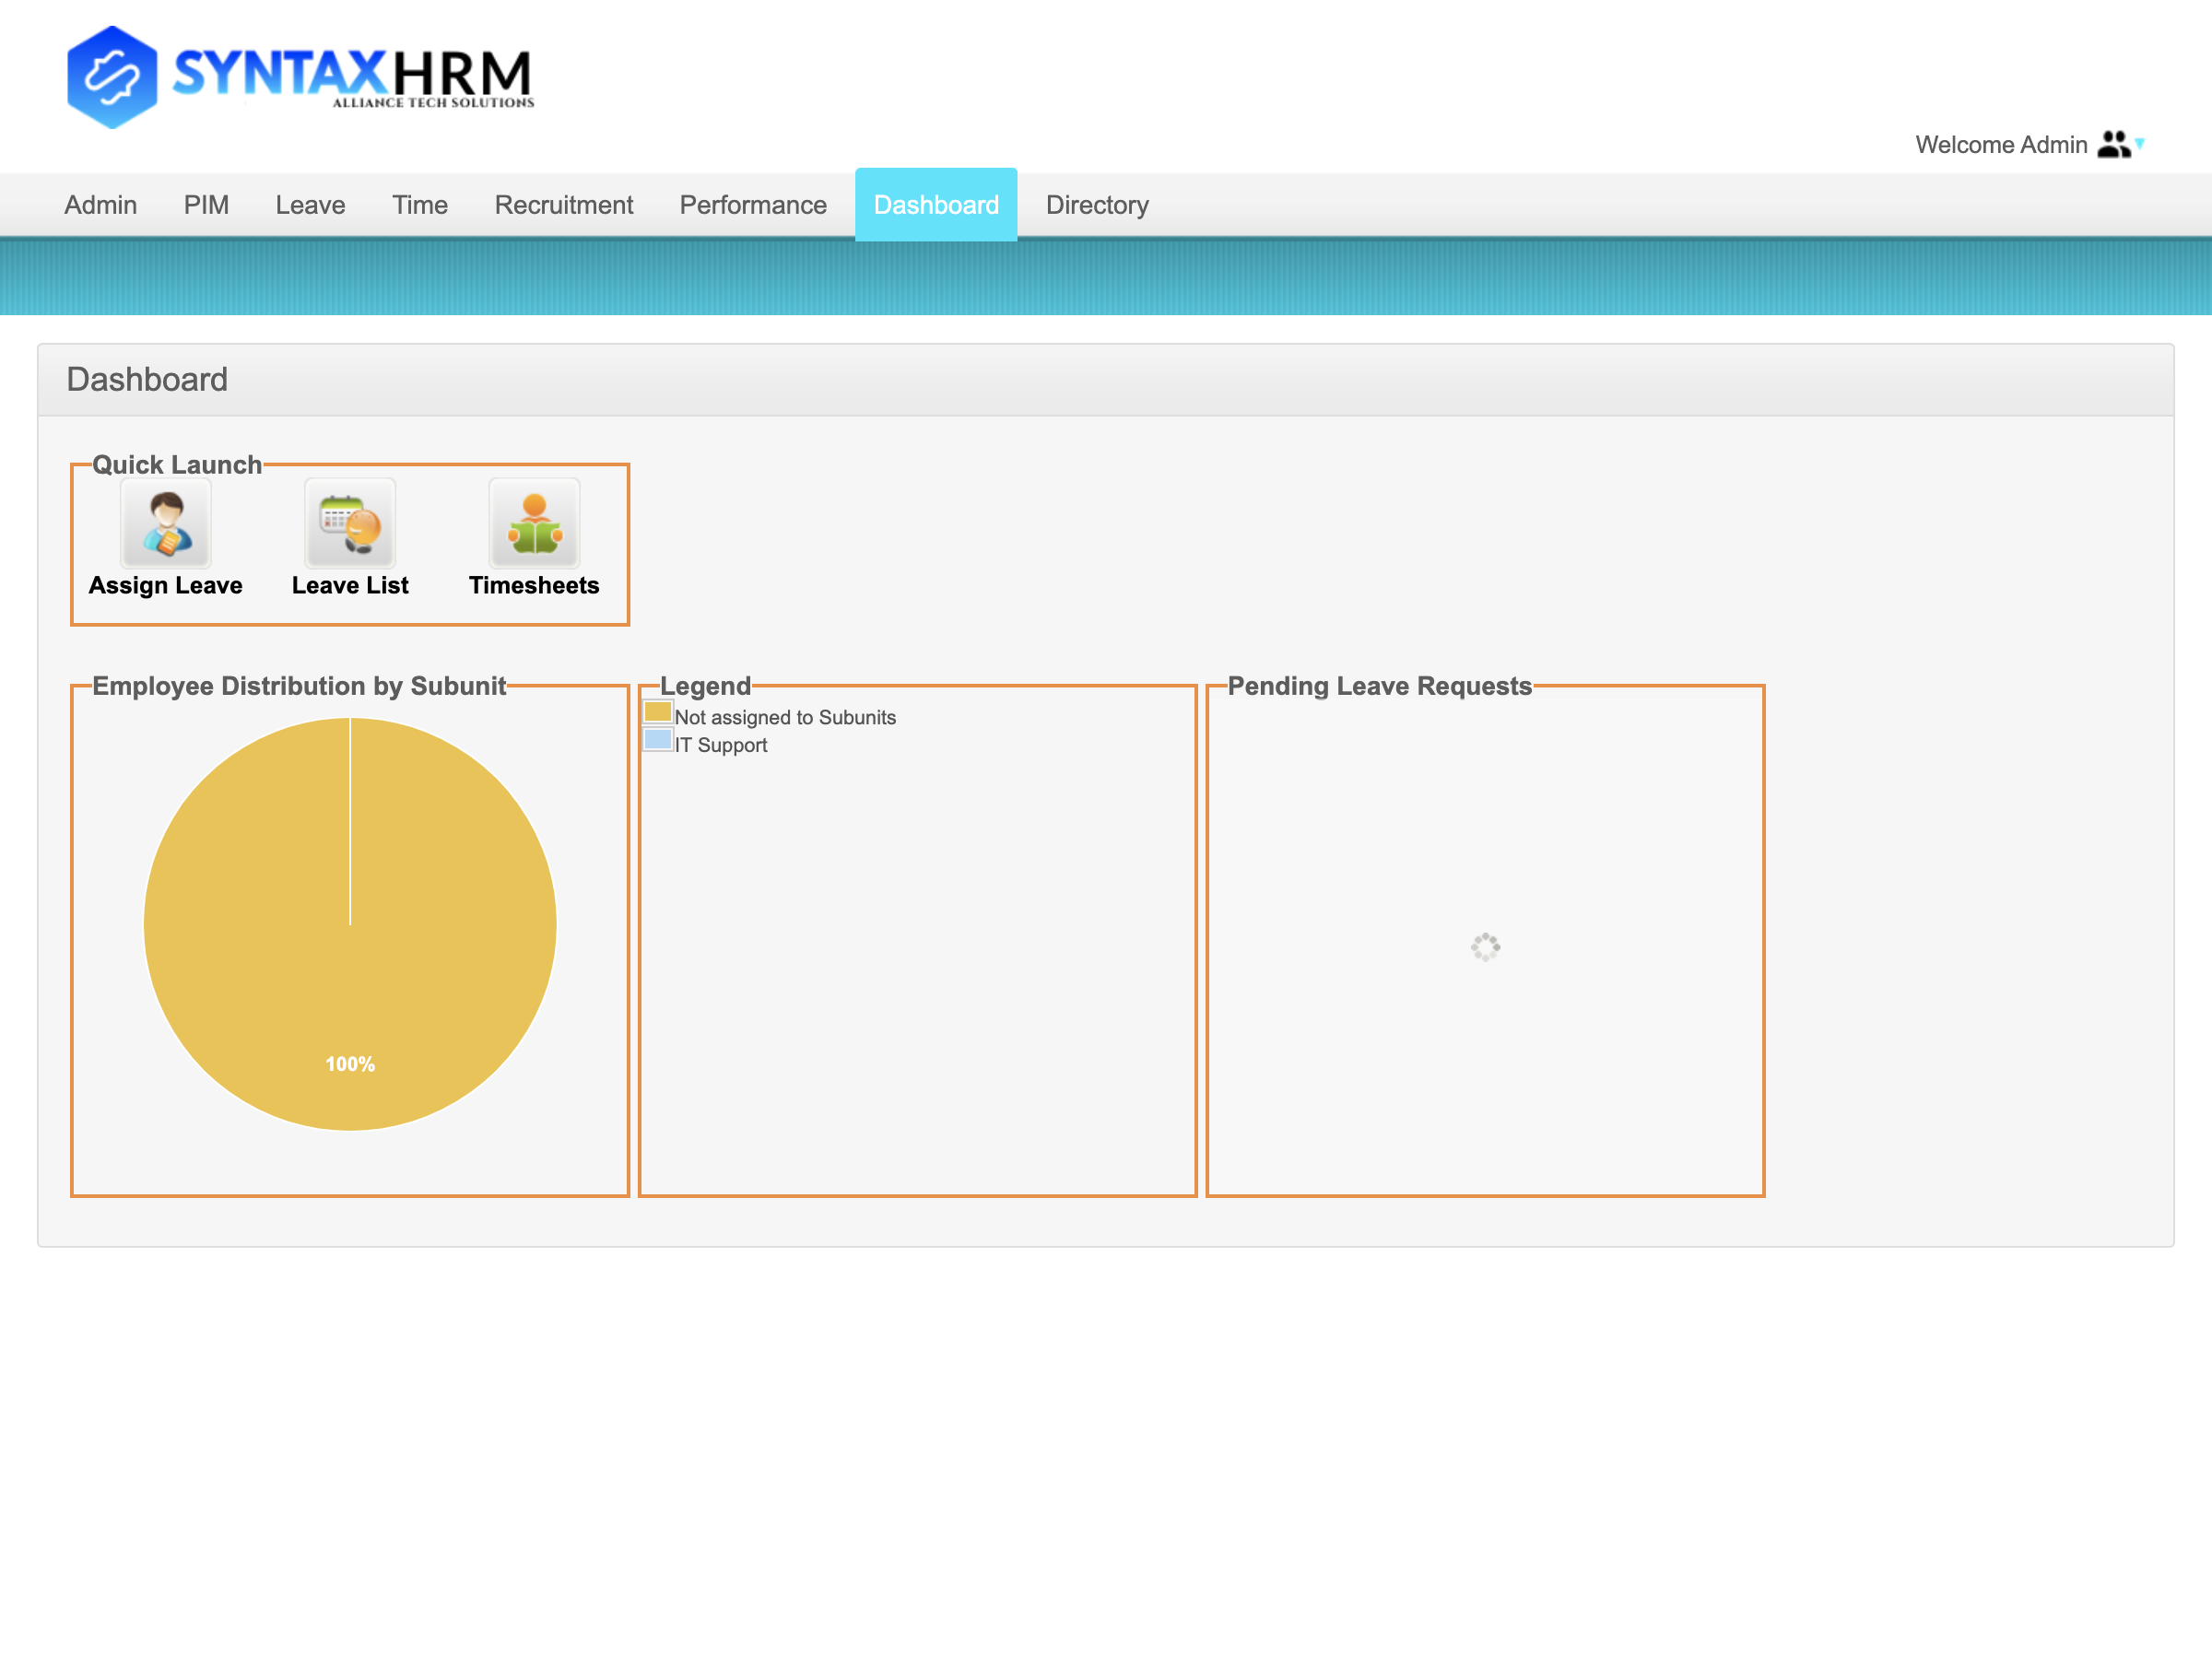 SYNTAXHRM
ALLIANCE TECH SOLUTIONS
Welcome Admin
Admin PIM Leave Time Recruitment Performance Dashboard Directory
Dashboard
Quick Launch
Assign Leave Leave List Timesheets
Employee Distribution by Subunit
100%
Legend
Not assigned to Subunits
IT Support
Pending Leave Requests